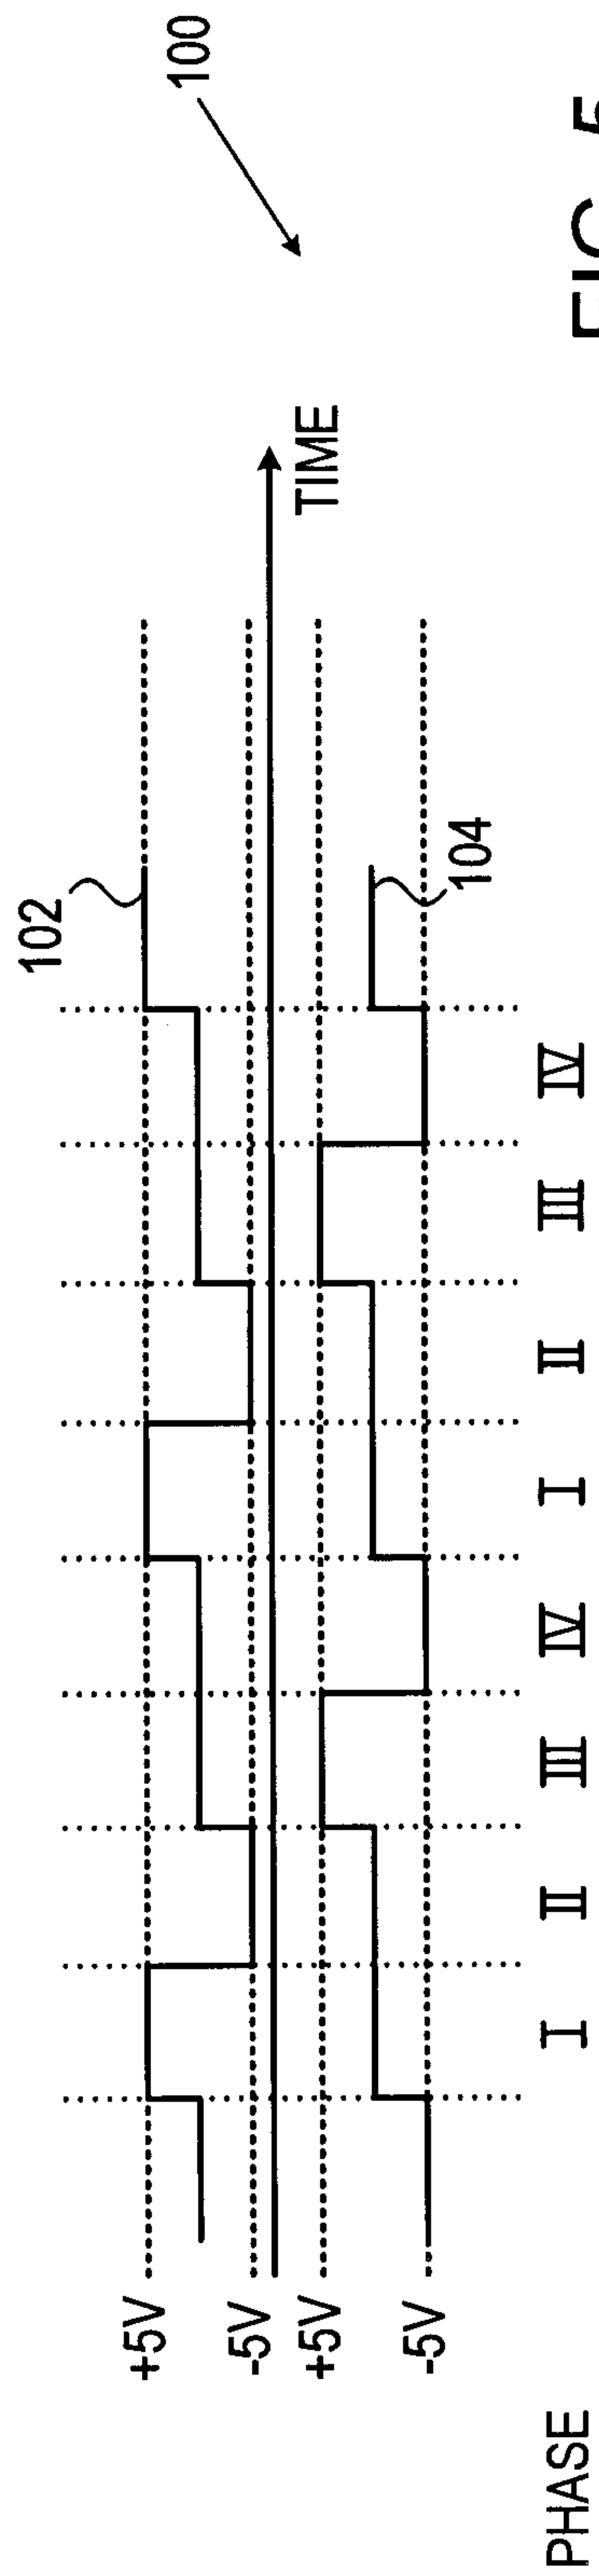 100
FIG. 5
TIME
102
104
+5V
-5V
+5V
-5V
PHASE I II III IV I II III IV